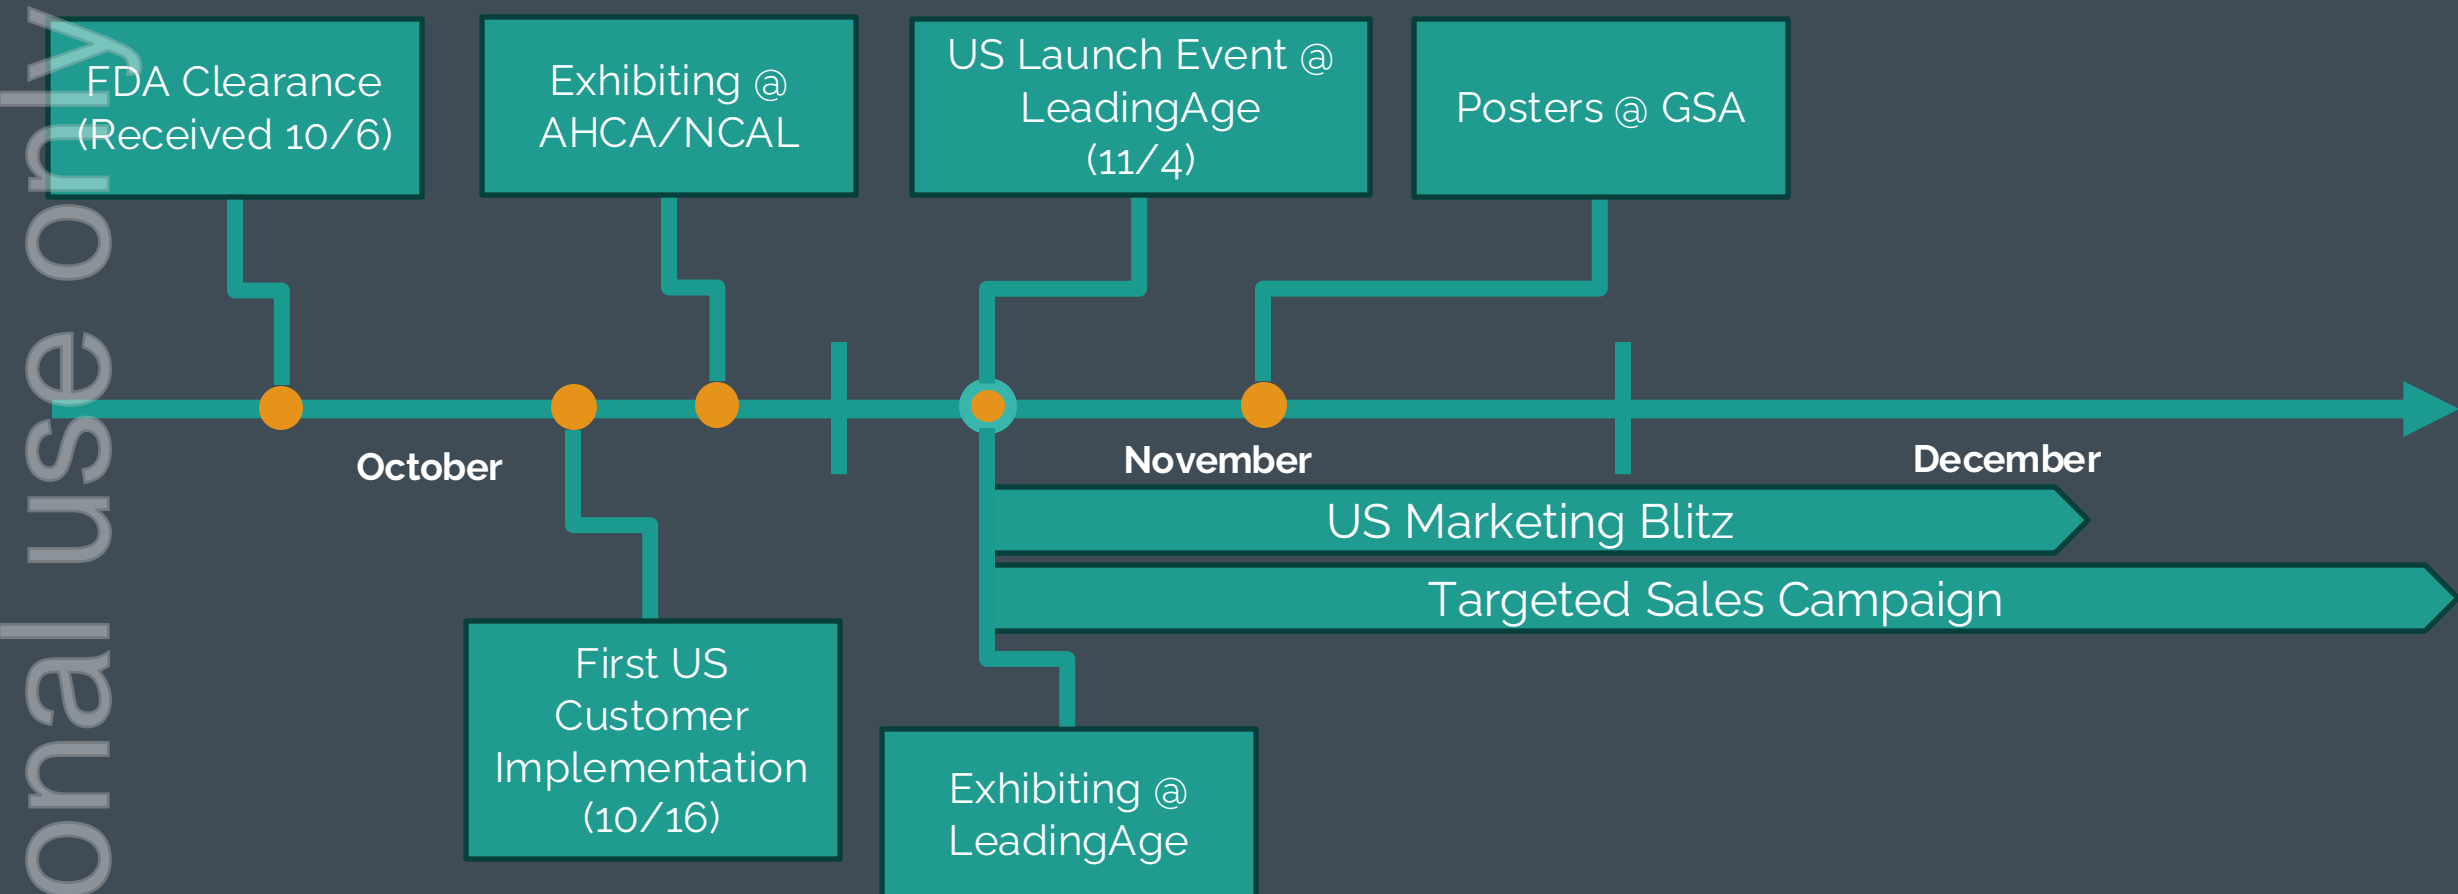 FDA Clearance
(Received 10/6)
Exhibiting @
AHCA/NCAL
US Launch Event @
LeadingAge
(11/4)
Posters @ GSA
October
November
December
US Marketing Blitz
Targeted Sales Campaign
First US
Customer
Implementation
(10/16)
Exhibiting @
LeadingAge
onal use only